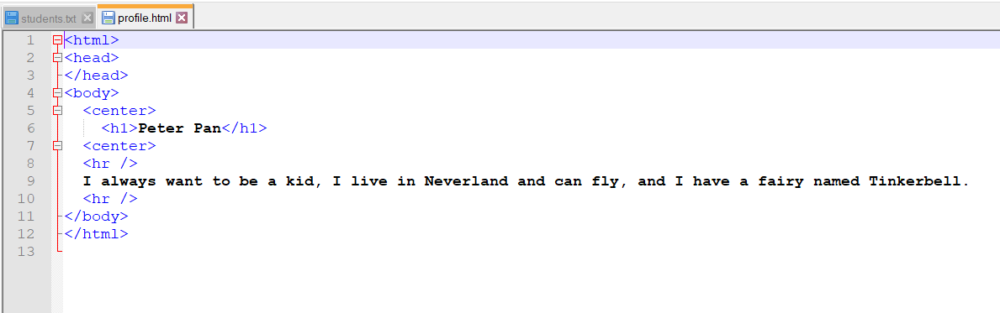 students.txt profile.html
1 <html>
2 <head>
3 </head>
4 <body>
5   <center>
6     <h1>Peter Pan</h1>
7   <center>
8   <hr />
9   I always want to be a kid, I live in Neverland and can fly, and I have a fairy named Tinkerbell.
10   <hr />
11 </body>
12 </html>
13